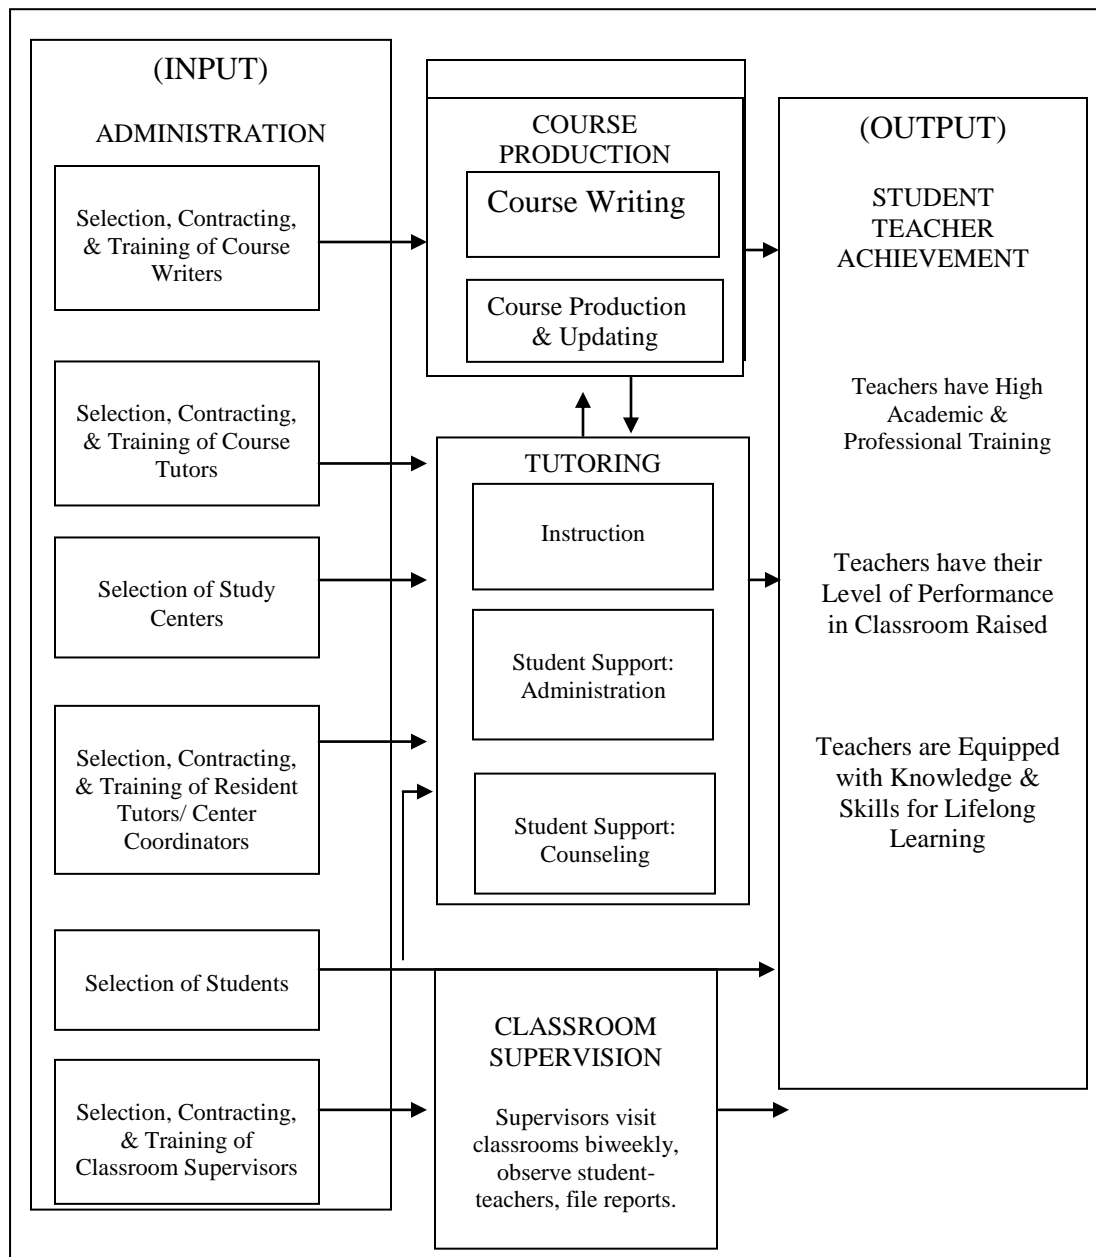 (INPUT)
ADMINISTRATION
Selection, Contracting,
& Training of Course
Writers
Selection, Contracting,
& Training of Course
Tutors
Selection of Study
Centers
Selection, Contracting,
& Training of Resident
Tutors/ Center
Coordinators
Selection of Students
Selection, Contracting,
& Training of
Classroom Supervisors
COURSE
PRODUCTION
Course Writing
Course Production
& Updating
TUTORING
Instruction
Student Support:
Administration
Student Support:
Counseling
CLASSROOM
SUPERVISION
Supervisors visit
classrooms biweekly,
observe student-
teachers, file reports.
(OUTPUT)
STUDENT
TEACHER
ACHIEVEMENT
Teachers have High
Academic &
Professional Training
Teachers have their
Level of Performance
in Classroom Raised
Teachers are Equipped
with Knowledge &
Skills for Lifelong
Learning